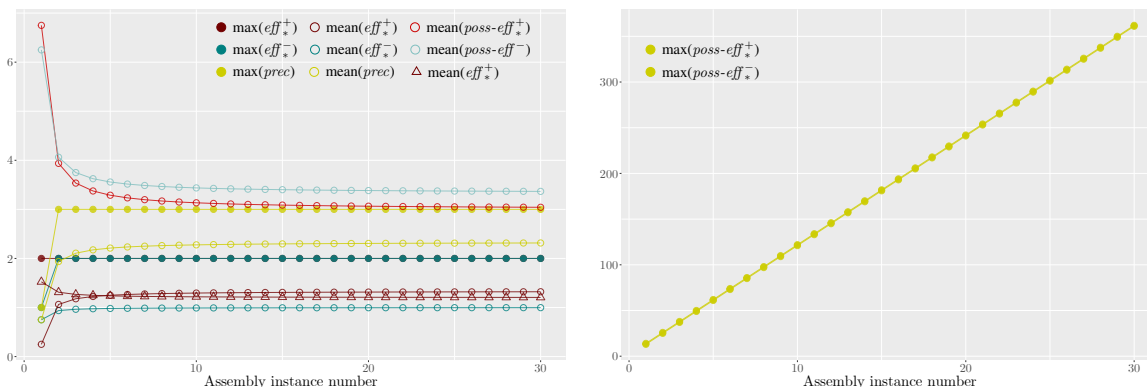 max(eff⁺∗) mean(eff⁺∗) mean(poss-eff⁺∗)
max(eff⁻∗) mean(eff⁻∗) mean(poss-eff⁻)
max(prec) mean(prec) mean(eff⁺∗)
6
4
2
0
0 10 20 30
Assembly instance number
max(poss-eff⁺∗)
max(poss-eff⁻∗)
300
200
100
0
0 10 20 30
Assembly instance number